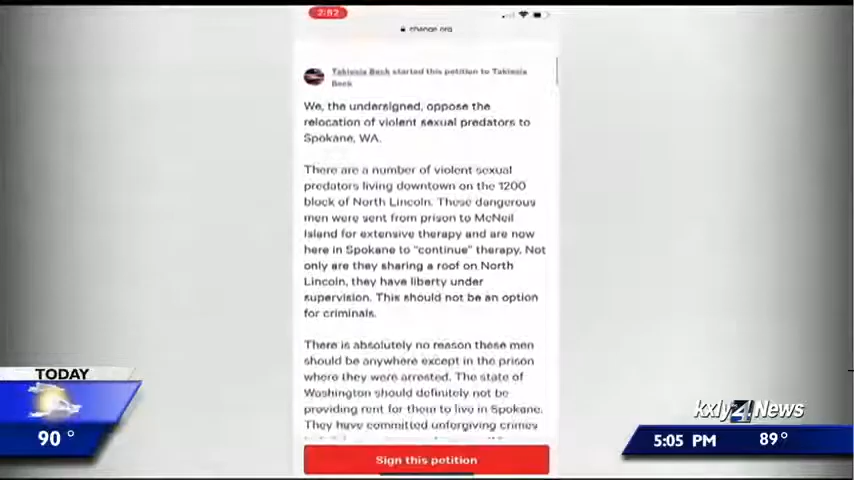 2:52
change.org
Takiesia Beck started this petition to Takiesia
Beck
We, the undersigned, oppose the
relocation of violent sexual predators to
Spokane, WA.
There are a number of violent sexual
predators living downtown on the 1200
block of North Lincoln. These dangerous
men were sent from prison to McNeil
Island for extensive therapy and are now
here in Spokane to "continue" therapy. Not
only are they sharing a roof on North
Lincoln, they have liberty under
supervision. This should not be an option
for criminals.
There is absolutely no reason these men
should be anywhere except in the prison
where they were arrested. The state of
Washington should definitely not be
providing rent for them to live in Spokane.
They have committed unforgiving crimes
Sign this petition
TODAY
90°
kxly4News
5:05 PM 89°